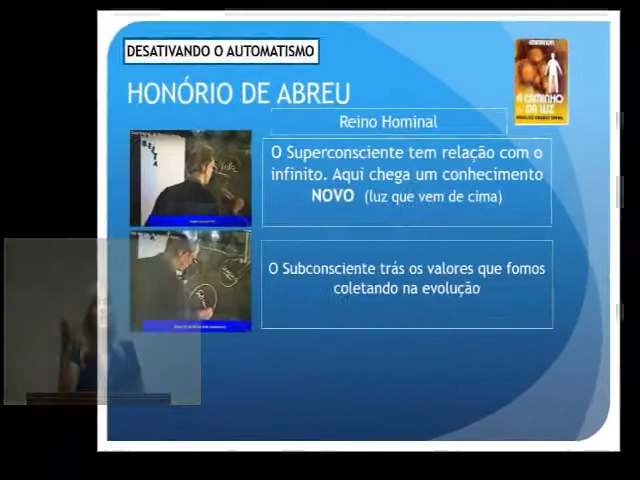 DESATIVANDO O AUTOMATISMO
HONÓRIO DE ABREU
A CAMINHO
DA LUZ
Reino Hominal
O Superconsciente tem relação com o
infinito. Aqui chega um conhecimento
NOVO (luz que vem de cima)
O Subconsciente trás os valores que fomos
coletando na evolução